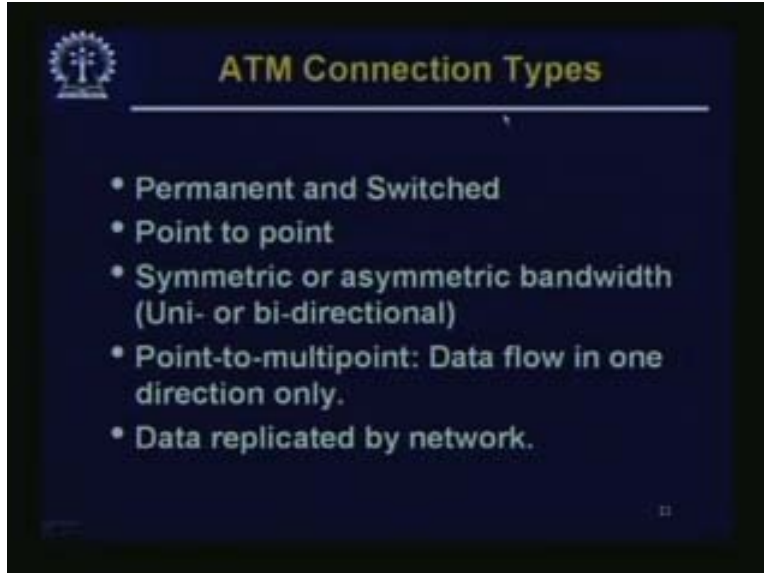 ATM Connection Types
• Permanent and Switched
• Point to point
• Symmetric or asymmetric bandwidth
(Uni- or bi-directional)
• Point-to-multipoint: Data flow in one
direction only.
• Data replicated by network.